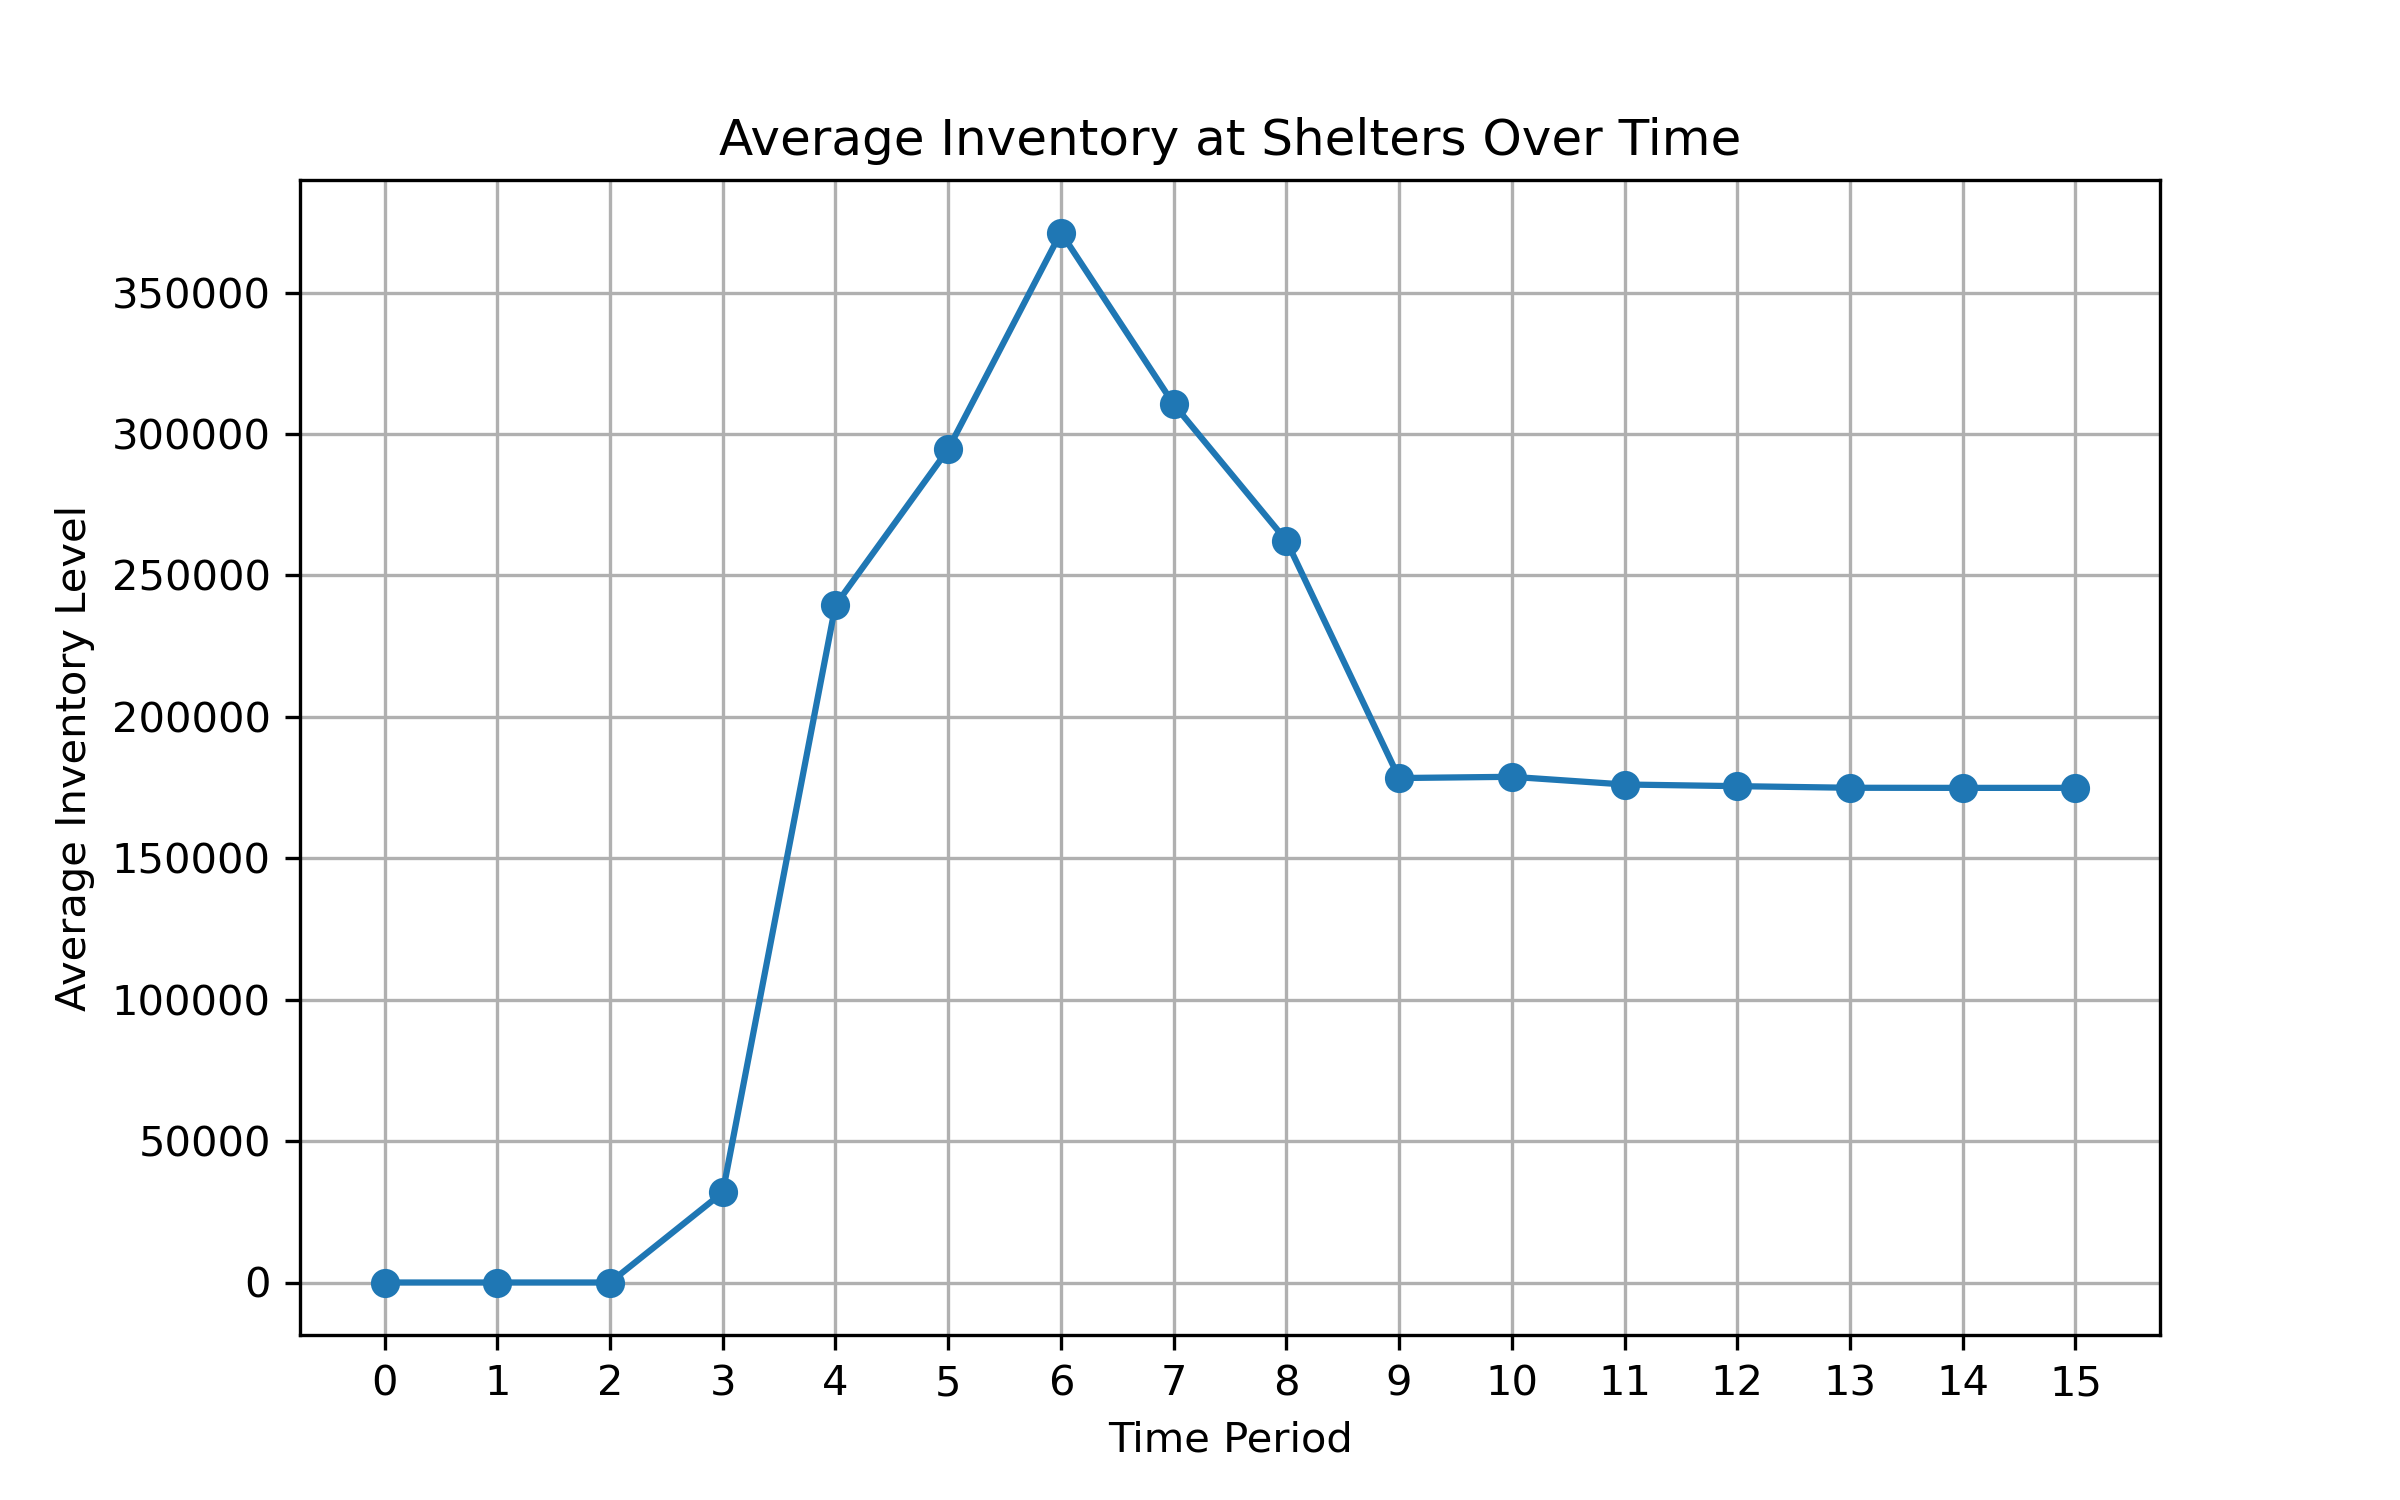 Average Inventory at Shelters Over Time
Average Inventory Level
350000
300000
250000
200000
150000
100000
50000
0
0 1 2 3 4 5 6 7 8 9 10 11 12 13 14 15
Time Period